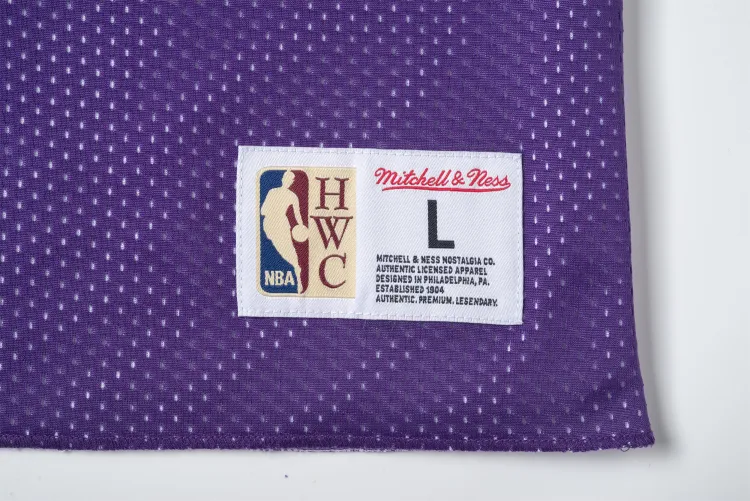 NBA
H
W
C
Mitchell & Ness
L
MITCHELL & NESS NOSTALGIA CO.
AUTHENTIC LICENSED APPAREL
DESIGNED IN PHILADELPHIA, PA.
ESTABLISHED 1904
AUTHENTIC. PREMIUM. LEGENDARY.